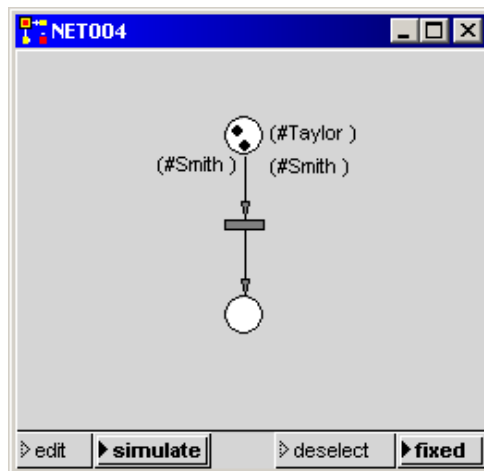 NET004
(#Taylor )
(#Smith ) (#Smith )
edit simulate deselect fixed